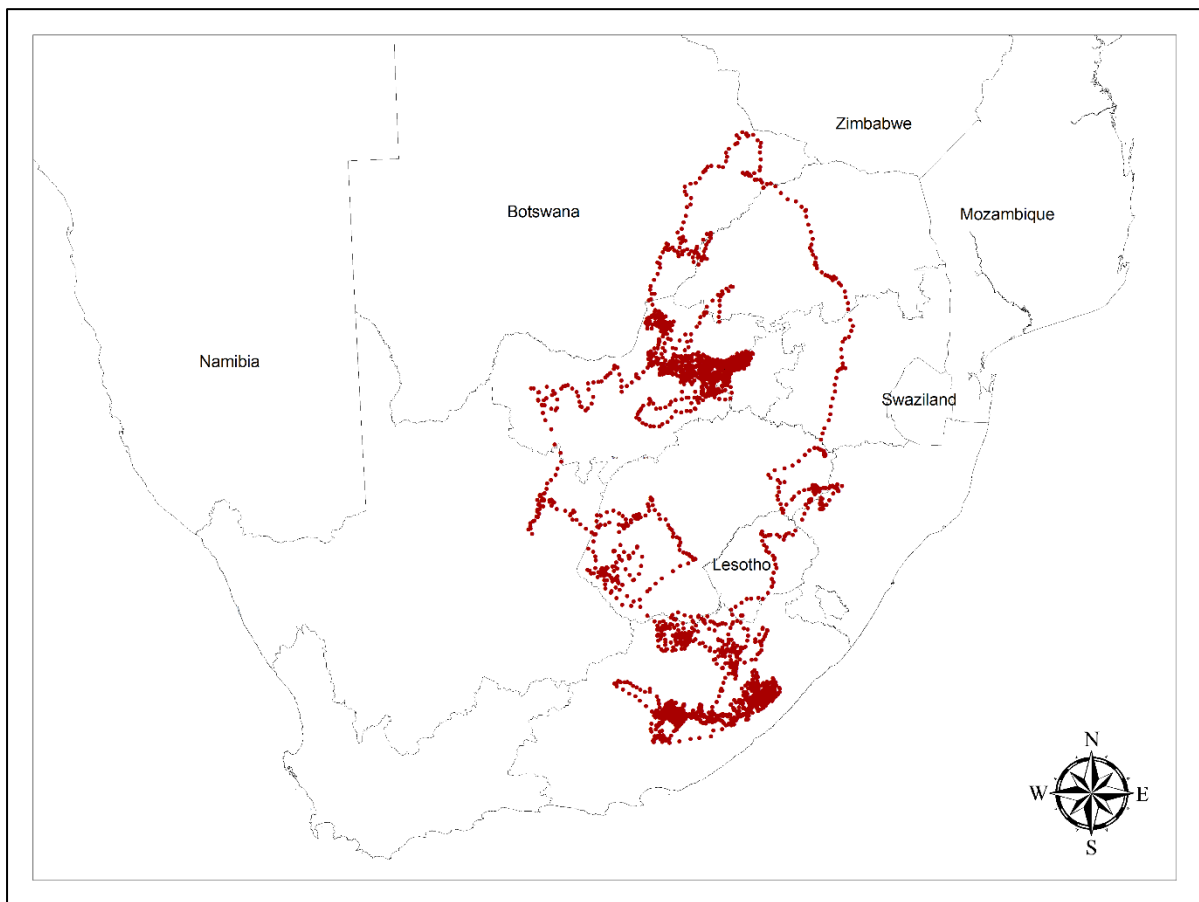 Zimbabwe
Botswana
Mozambique
Namibia
Swaziland
Lesotho
N
W
E
S